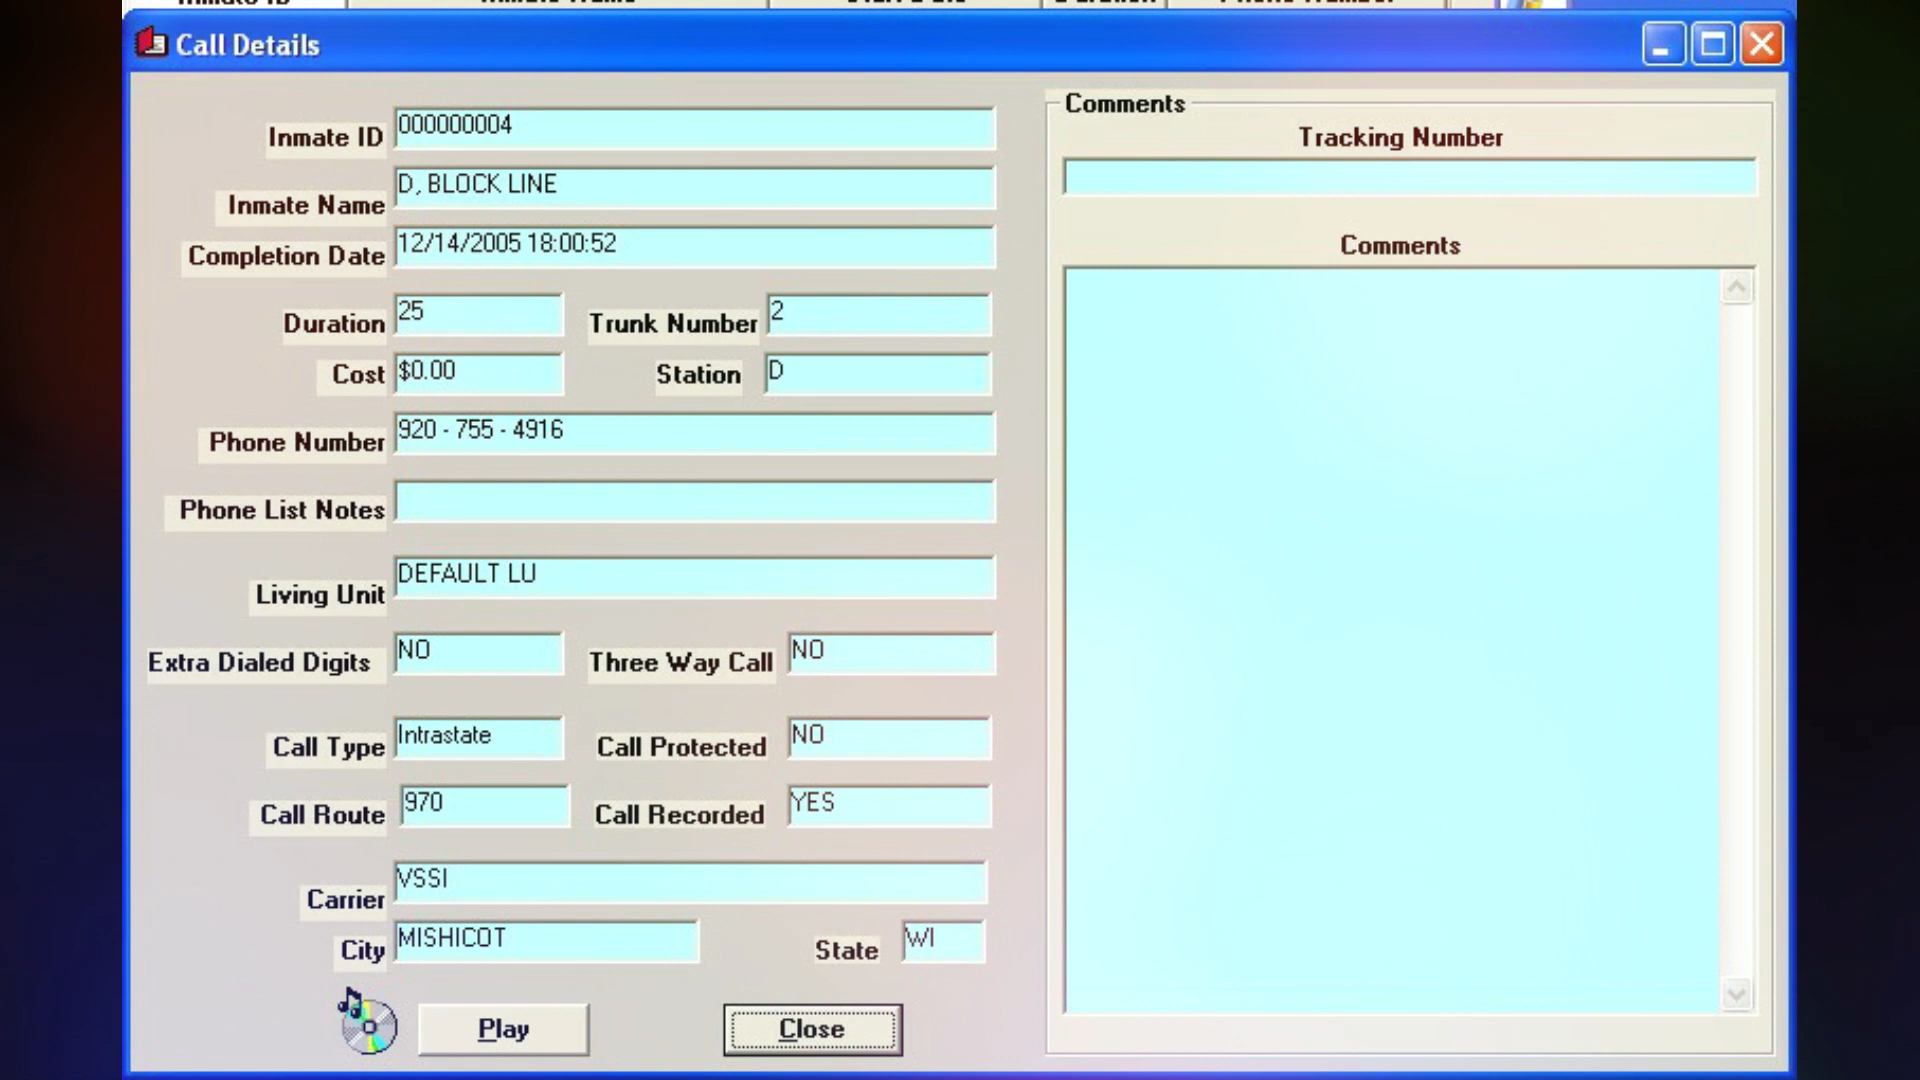 Call Details
Inmate ID 000000004
Inmate Name D, BLOCK LINE
Completion Date 12/14/2005 18:00:52
Duration 25 Trunk Number 2
Cost $0.00 Station D
Phone Number 920 - 755 - 4916
Phone List Notes
Living Unit DEFAULT LU
Extra Dialed Digits NO Three Way Call NO
Call Type Intrastate Call Protected NO
Call Route 970 Call Recorded YES
Carrier VSSI
City MISHICOT State WI
Play Close
Comments
Tracking Number
Comments